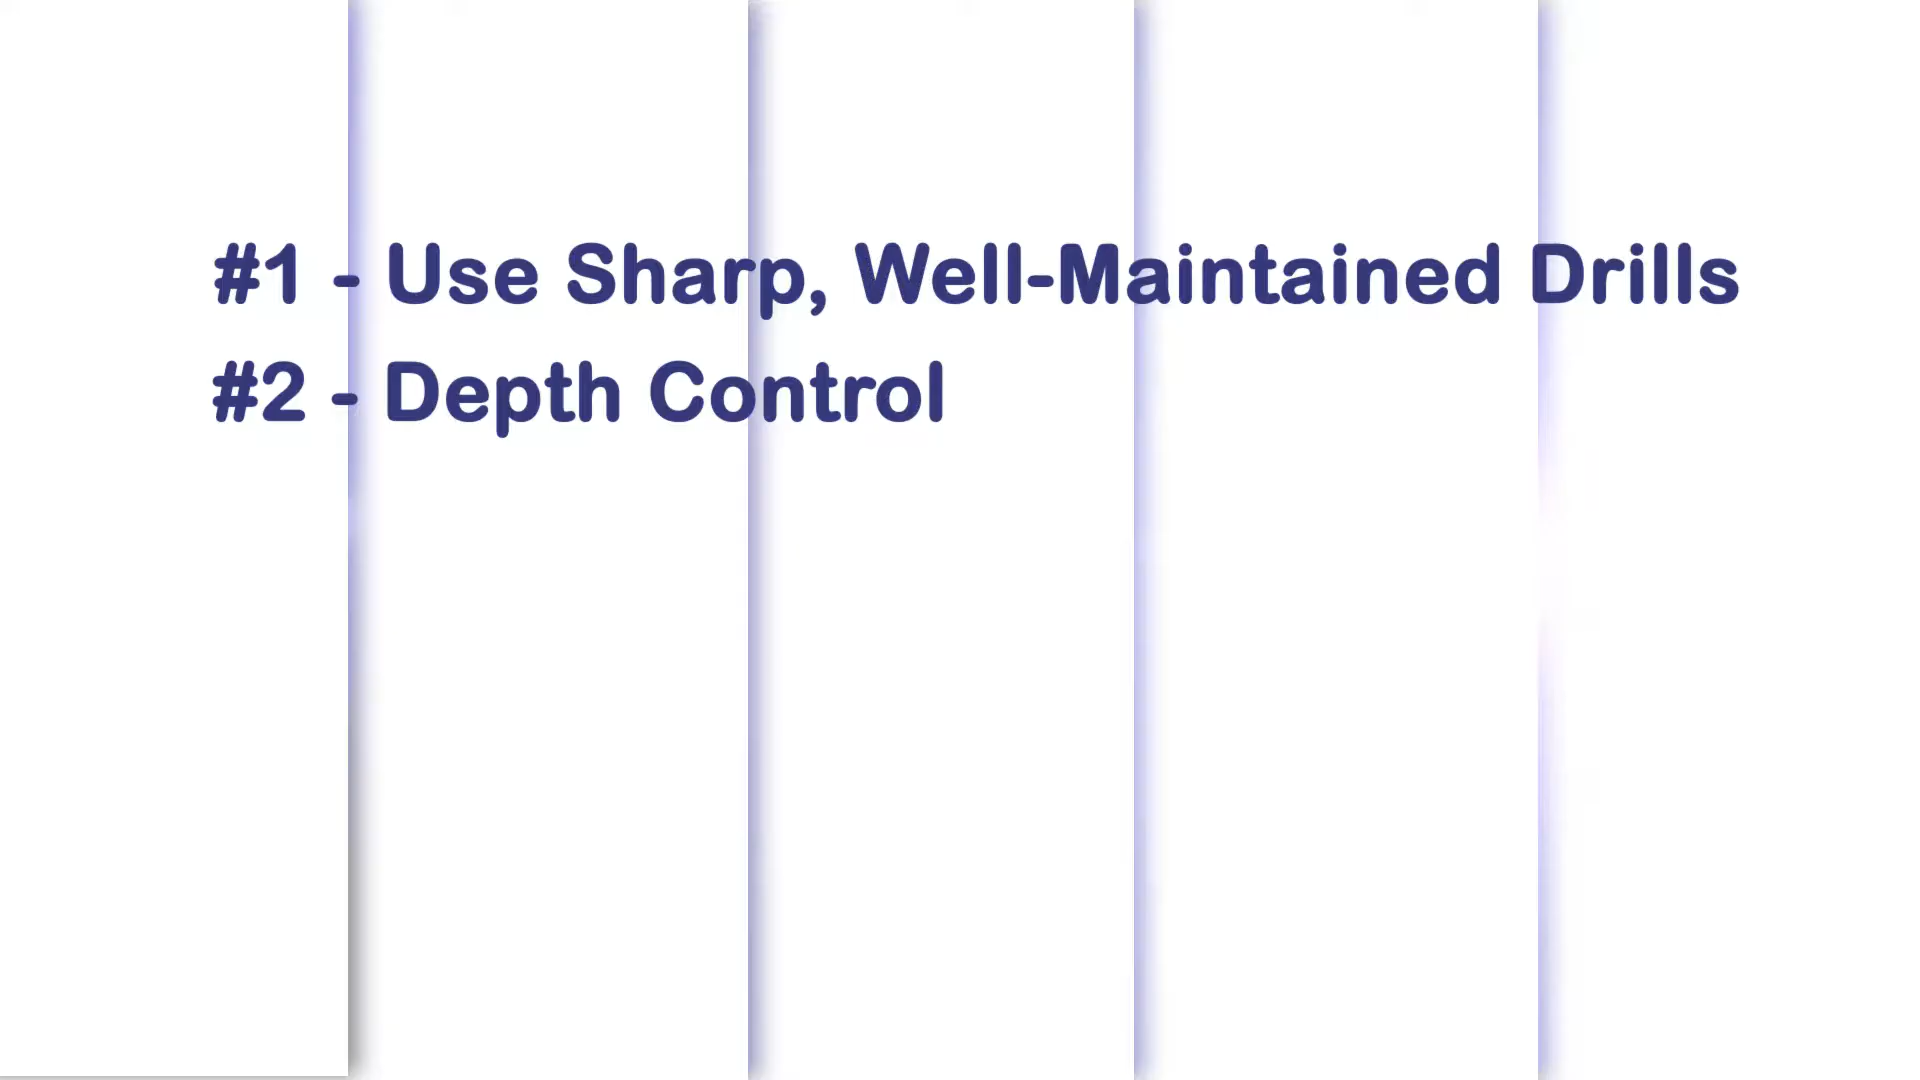 #1 - Use Sharp, Well-Maintained Drills
#2 - Depth Control